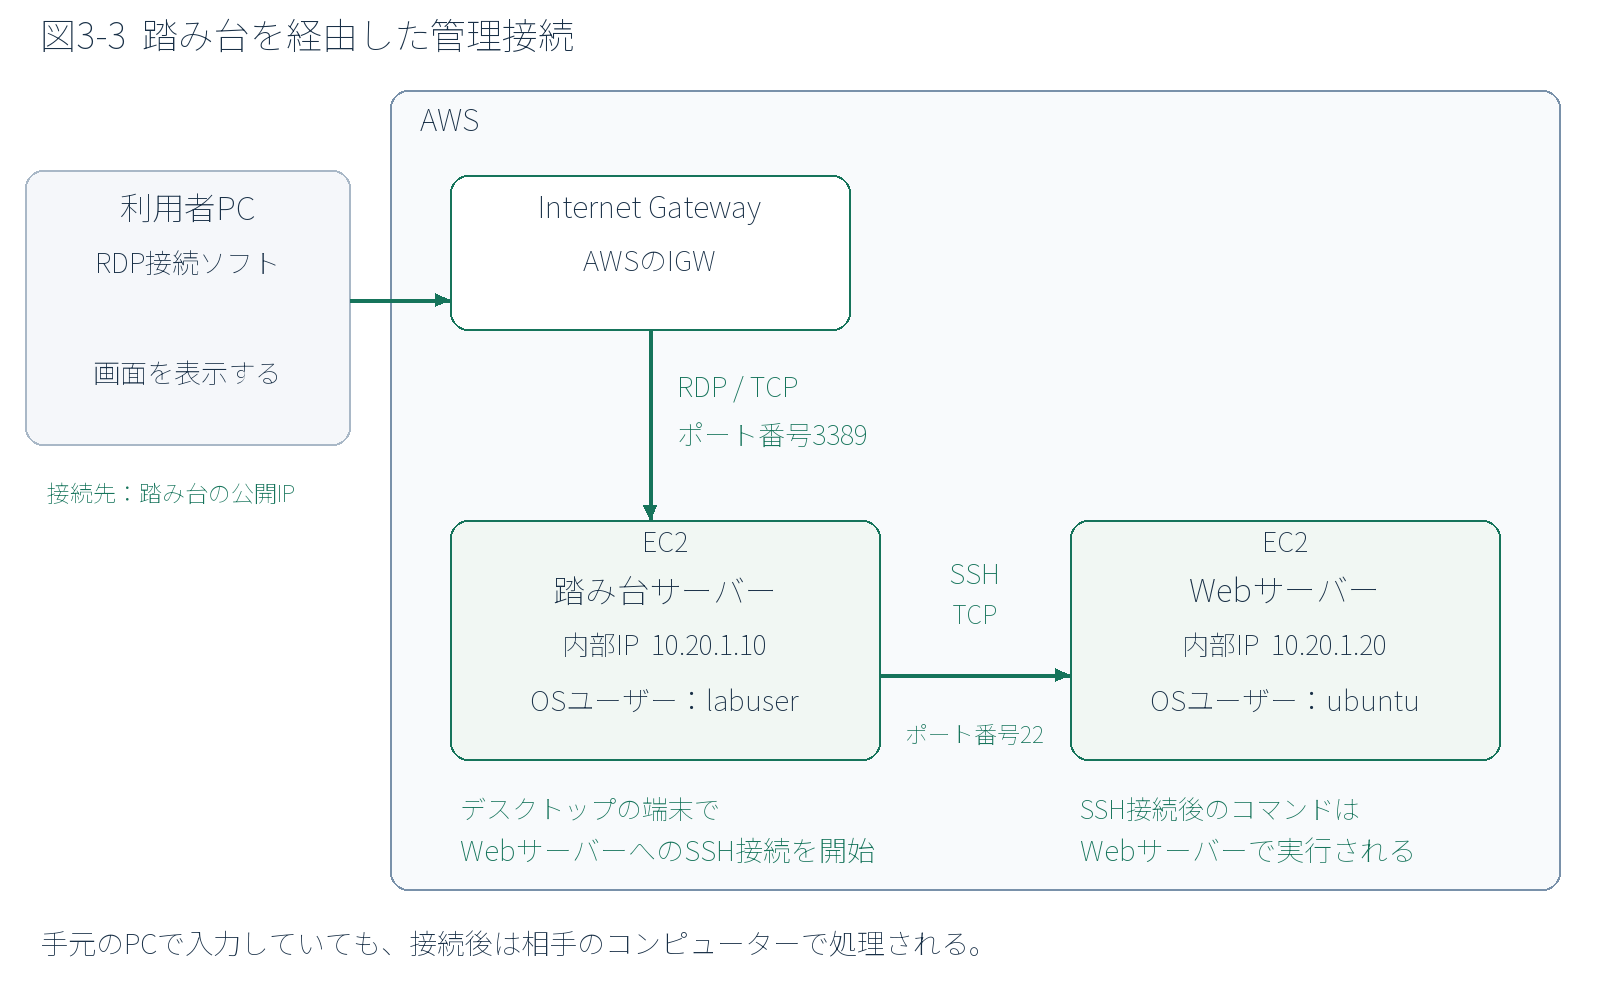 図3-3 踏み台を経由した管理接続
AWS
利用者PC
RDP接続ソフト
画面を表示する
接続先：踏み台の公開IP
Internet Gateway
AWSのIGW
RDP / TCP
ポート番号3389
EC2
踏み台サーバー
内部IP 10.20.1.10
OSユーザー：labuser
SSH
TCP
ポート番号22
EC2
Webサーバー
内部IP 10.20.1.20
OSユーザー：ubuntu
デスクトップの端末で
WebサーバーへのSSH接続を開始
SSH接続後のコマンドは
Webサーバーで実行される
手元のPCで入力していても、接続後は相手のコンピューターで処理される。